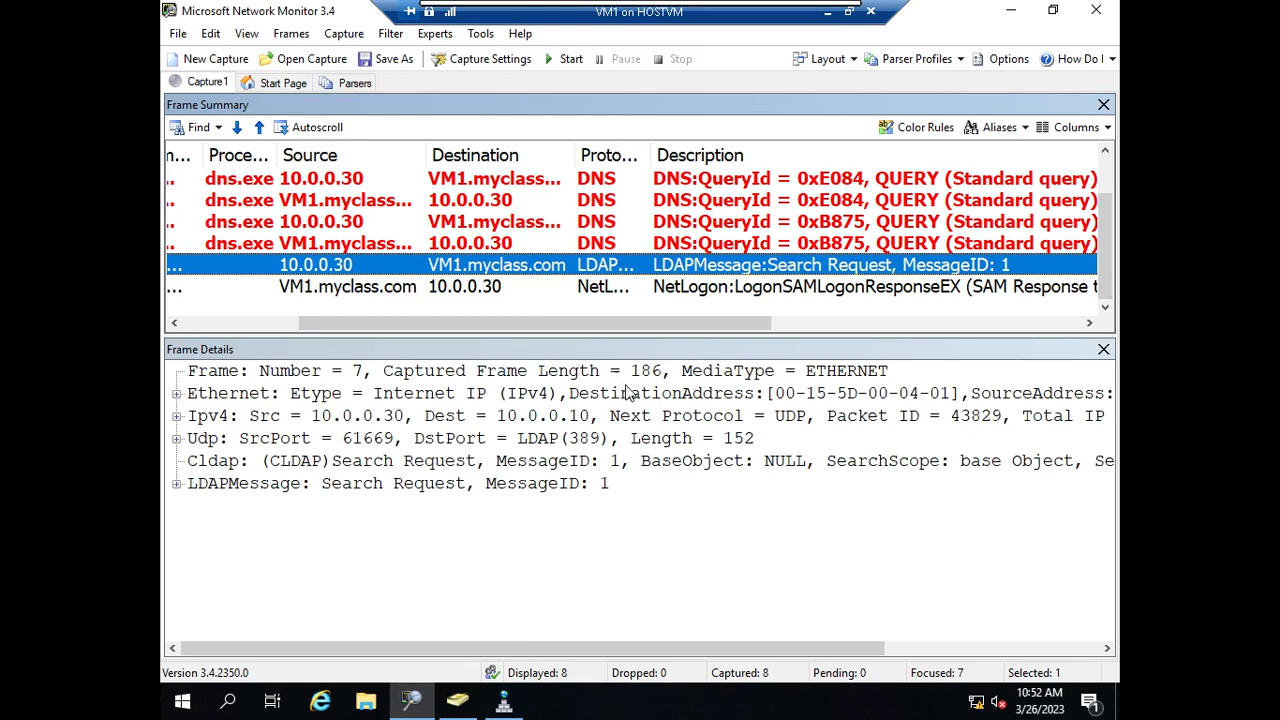 Microsoft Network Monitor 3.4
VM1 on HOSTVM
File Edit View Frames Capture Filter Experts Tools Help
New Capture Open Capture Save As Capture Settings Start Pause Stop Layout Parser Profiles Options How Do I
Capture1 Start Page Parsers
Frame Summary
Find Autoscroll Color Rules Aliases Columns
m... Proce... Source Destination Proto... Description
.. dns.exe 10.0.0.30 VM1.myclass... DNS DNS:QueryId = 0xE084, QUERY (Standard query)
.. dns.exe VM1.myclass... 10.0.0.30 DNS DNS:QueryId = 0xE084, QUERY (Standard query)
.. dns.exe 10.0.0.30 VM1.myclass... DNS DNS:QueryId = 0xB875, QUERY (Standard query)
.. dns.exe VM1.myclass... 10.0.0.30 DNS DNS:QueryId = 0xB875, QUERY (Standard query)
... 10.0.0.30 VM1.myclass.com LDAP... LDAPMessage:Search Request, MessageID: 1
... VM1.myclass.com 10.0.0.30 NetL... NetLogon:LogonSAMLogonResponseEX (SAM Response t
Frame Details
Frame: Number = 7, Captured Frame Length = 186, MediaType = ETHERNET
Ethernet: Etype = Internet IP (IPv4),DestinationAddress:[00-15-5D-00-04-01],SourceAddress:
Ipv4: Src = 10.0.0.30, Dest = 10.0.0.10, Next Protocol = UDP, Packet ID = 43829, Total IP
Udp: SrcPort = 61669, DstPort = LDAP(389), Length = 152
Cldap: (CLDAP)Search Request, MessageID: 1, BaseObject: NULL, SearchScope: base Object, Se
LDAPMessage: Search Request, MessageID: 1
Version 3.4.2350.0 Displayed: 8 Dropped: 0 Captured: 8 Pending: 0 Focused: 7 Selected: 1
10:52 AM
3/26/2023
1